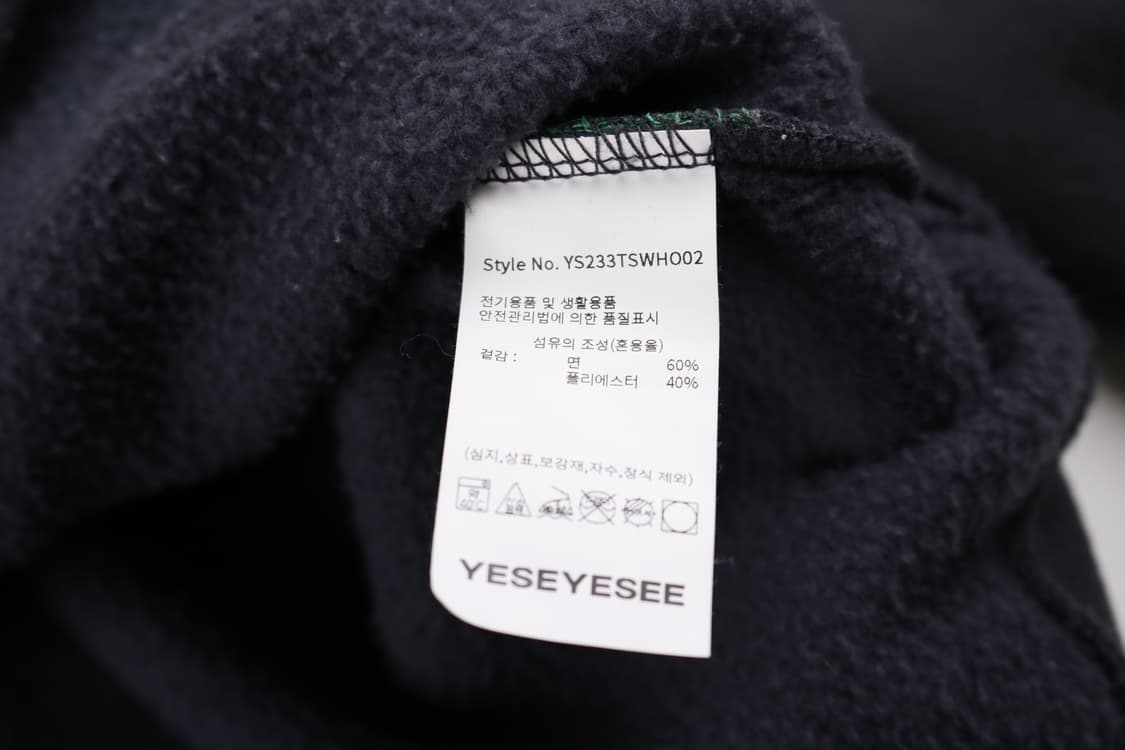 Style No. YS233TSWHO02
전기용품 및 생활용품
안전관리법에 의한 품질표시
섬유의 조성(혼용율)
겉감 :
면 60%
폴리에스터 40%
(심지,상표,보강재,자수,장식 제외)
약
60℃
YESEYESEE